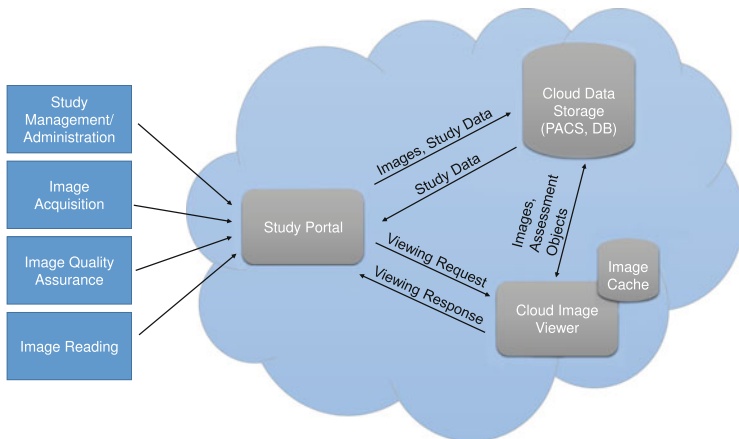 Study
Management/
Administration
Image
Acquisition
Image Quality
Assurance
Image Reading
Study Portal
Images, Study Data
Study Data
Viewing Request
Viewing Response
Cloud Data
Storage
(PACS, DB)
Images,
Assessment
Objects
Image
Cache
Cloud Image
Viewer